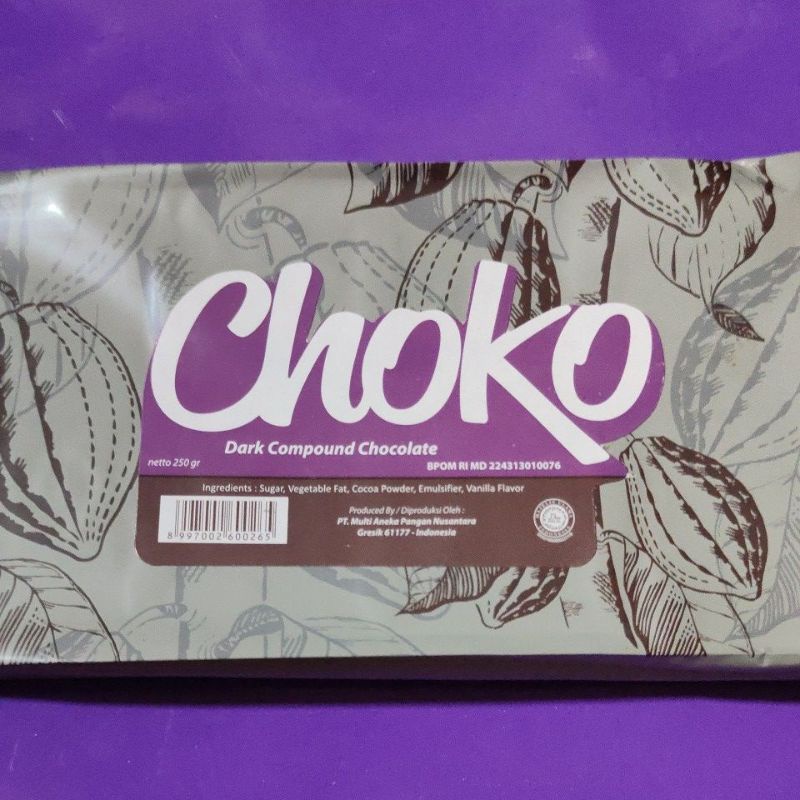 Choko
Dark Compound Chocolate
netto 250 gr
BPOM RI MD 224313010076
Ingredients : Sugar, Vegetable Fat, Cocoa Powder, Emulsifier, Vanilla Flavor
Produced By / Diproduksi Oleh :
PT. Multi Aneka Pangan Nusantara
Gresik 61177 - Indonesia
8 997002 600265